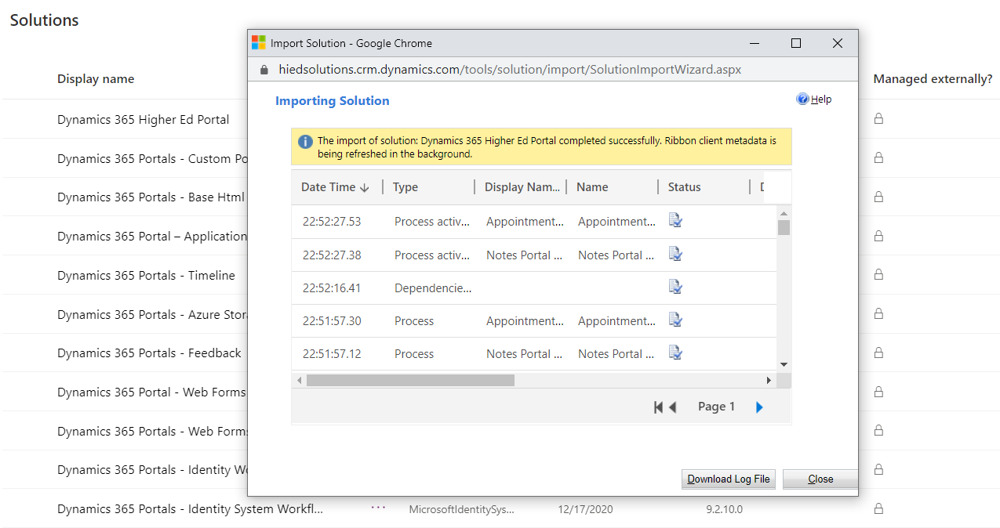 Solutions
Import Solution - Google Chrome
hiedsolutions.crm.dynamics.com/tools/solution/import/SolutionImportWizard.aspx
Display name
Managed externally?
Importing Solution
Help
Dynamics 365 Higher Ed Portal
The import of solution: Dynamics 365 Higher Ed Portal completed successfully. Ribbon client metadata is
being refreshed in the background.
Dynamics 365 Portals - Custom Po
Date Time Type Display Nam... Name Status
Dynamics 365 Portals - Base Html
22:52:27.53 Process activ... Appointment... Appointment...
Dynamics 365 Portal – Application
22:52:27.38 Process activ... Notes Portal ... Notes Portal ...
Dynamics 365 Portals - Timeline
22:52:16.41 Dependencie...
Dynamics 365 Portals - Azure Stora
22:51:57.30 Process Appointment... Appointment...
Dynamics 365 Portals - Feedback
22:51:57.12 Process Notes Portal ... Notes Portal ...
Dynamics 365 Portal - Web Forms
Page 1
Dynamics 365 Portals - Web Forms
Dynamics 365 Portals - Identity Wo
Download Log File Close
Dynamics 365 Portals - Identity System Workfl... ... MicrosoftIdentitySys... 12/17/2020 9.2.10.0